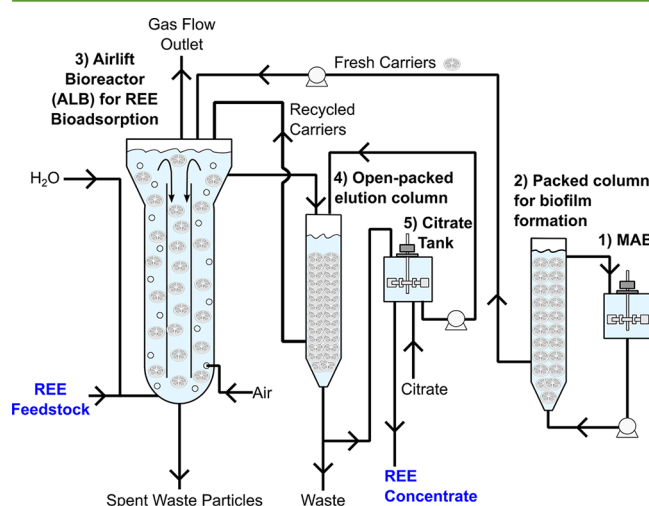 Gas Flow
Outlet
3) Airlift
Bioreactor
(ALB) for REE
Bioadsorption
Fresh Carriers
Recycled
Carriers
H₂O
4) Open-packed
elution column
5) Citrate
Tank
2) Packed column
for biofilm
formation
1) MAB
REE
Feedstock
Air
Citrate
Spent Waste Particles
Waste
REE
Concentrate